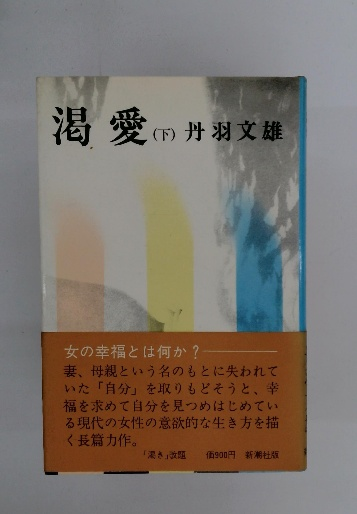 渇愛(下) 丹羽文雄
女の幸福とは何か?
妻、母親という名のもとに失われて
いた「自分」を取りもどそうと、幸
福を求めて自分を見つめはじめてい
る現代の女性の意欲的な生き方を描
く長篇力作。
「渇き」改題 価900円 新潮社版